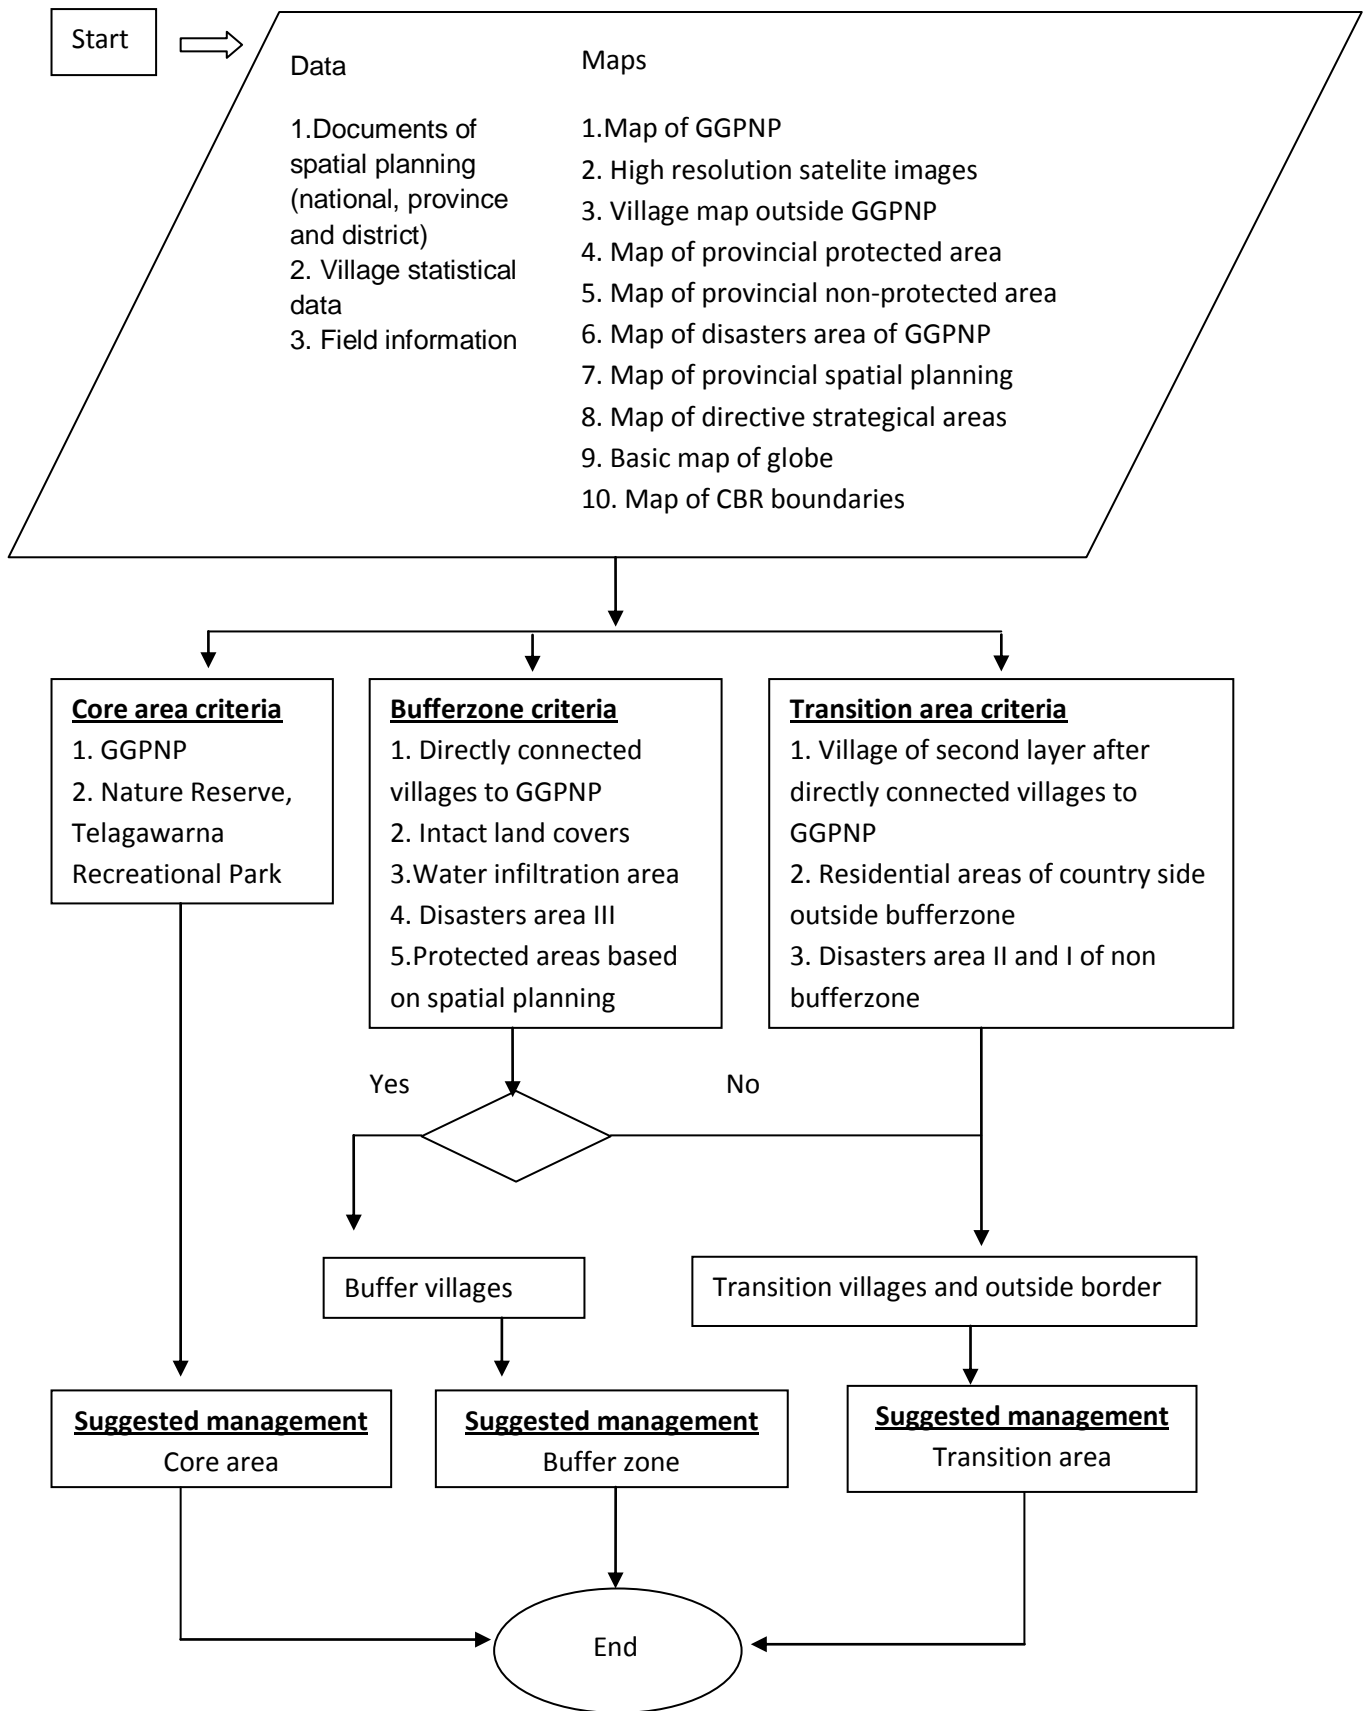 Start
Data
1.Documents of
spatial planning
(national, province
and district)
2. Village statistical
data
3. Field information
Maps
1.Map of GGPNP
2. High resolution satelite images
3. Village map outside GGPNP
4. Map of provincial protected area
5. Map of provincial non-protected area
6. Map of disasters area of GGPNP
7. Map of provincial spatial planning
8. Map of directive strategical areas
9. Basic map of globe
10. Map of CBR boundaries
Core area criteria
1. GGPNP
2. Nature Reserve,
Telagawarna
Recreational Park
Bufferzone criteria
1. Directly connected
villages to GGPNP
2. Intact land covers
3.Water infiltration area
4. Disasters area III
5.Protected areas based
on spatial planning
Transition area criteria
1. Village of second layer after
directly connected villages to
GGPNP
2. Residential areas of country side
outside bufferzone
3. Disasters area II and I of non
bufferzone
Yes
No
Buffer villages
Transition villages and outside border
Suggested management
Core area
Suggested management
Buffer zone
Suggested management
Transition area
End